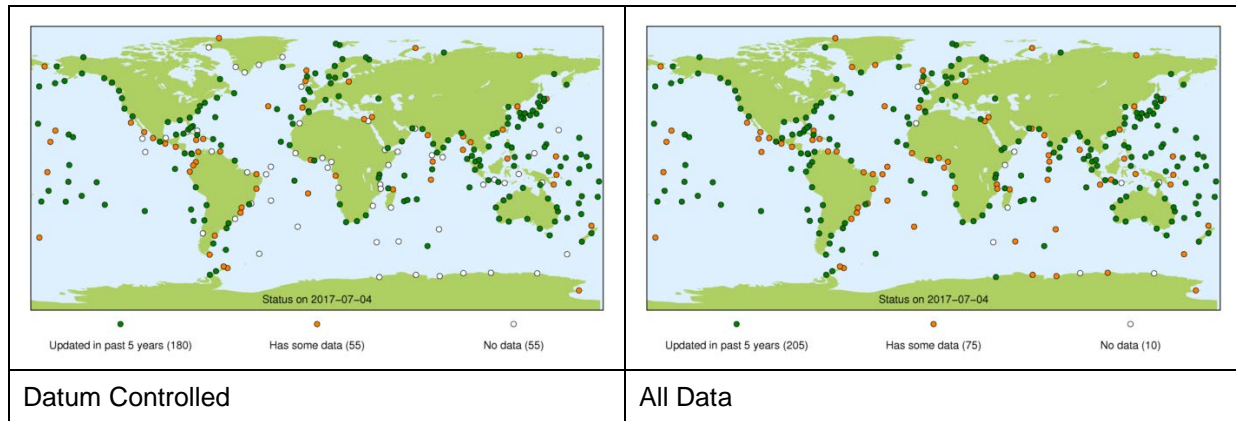 Status on 2017-07-04
Updated in past 5 years (180)
Has some data (55)
No data (55)
Datum Controlled
Status on 2017-07-04
Updated in past 5 years (205)
Has some data (75)
No data (10)
All Data